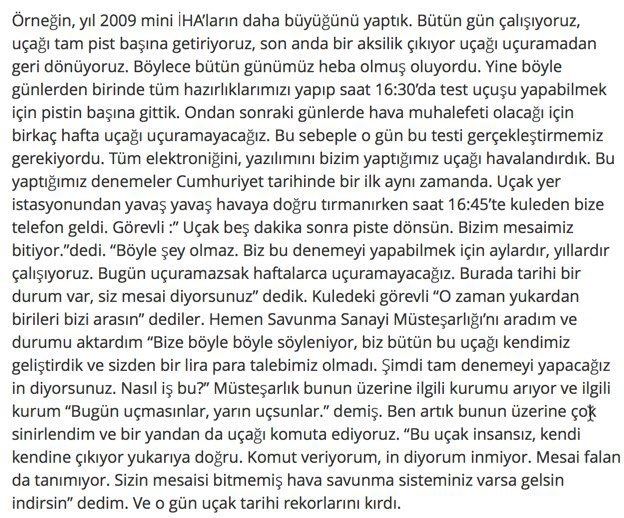 Örneğin, yıl 2009 mini İHA’ların daha büyüğünü yaptık. Bütün gün çalışıyoruz,
uçağı tam pist başına getiriyoruz, son anda bir aksilik çıkıyor uçağı uçuramadan
geri dönüyoruz. Böylece bütün günümüz heba olmuş oluyordu. Yine böyle
günlerden birinde tüm hazırlıklarımızı yapıp saat 16:30’da test uçuşu yapabilmek
için pistin başına gittik. Ondan sonraki günlerde hava muhalefeti olacağı için
birkaç hafta uçağı uçuramayacağız. Bu sebeple o gün bu testi gerçekleştirmemiz
gerekiyordu. Tüm elektroniğini, yazılımını bizim yaptığımız uçağı havalandırdık. Bu
yaptığımız denemeler Cumhuriyet tarihinde bir ilk aynı zamanda. Uçak yer
istasyonundan yavaş yavaş havaya doğru tırmanırken saat 16:45’te kuleden bize
telefon geldi. Görevli :” Uçak beş dakika sonra piste dönsün. Bizim mesaimiz
bitiyor.”dedi. “Böyle şey olmaz. Biz bu denemeyi yapabilmek için aylardır, yıllardır
çalışıyoruz. Bugün uçuramazsak haftalarca uçuramayacağız. Burada tarihi bir
durum var, siz mesai diyorsunuz” dedik. Kuledeki görevli “O zaman yukardan
birileri bizi arasın” dediler. Hemen Savunma Sanayi Müsteşarlığı’nı aradım ve
durumu aktardım “Bize böyle böyle söyleniyor, biz bütün bu uçağı kendimiz
geliştirdik ve sizden bir lira para talebimiz olmadı. Şimdi tam denemeyi yapacağız
in diyorsunuz. Nasıl iş bu?” Müsteşarlık bunun üzerine ilgili kurumu arıyor ve ilgili
kurum “Bugün uçmasınlar, yarın uçsunlar.” demiş. Ben artık bunun üzerine çok
sinirlendim ve bir yandan da uçağı komuta ediyoruz. “Bu uçak insansız, kendi
kendine çıkıyor yukarıya doğru. Komut veriyorum, in diyorum inmiyor. Mesai falan
da tanımıyor. Sizin mesaisi bitmemiş hava savunma sisteminiz varsa gelsin
indirsin” dedim. Ve o gün uçak tarihi rekorlarını kırdı.